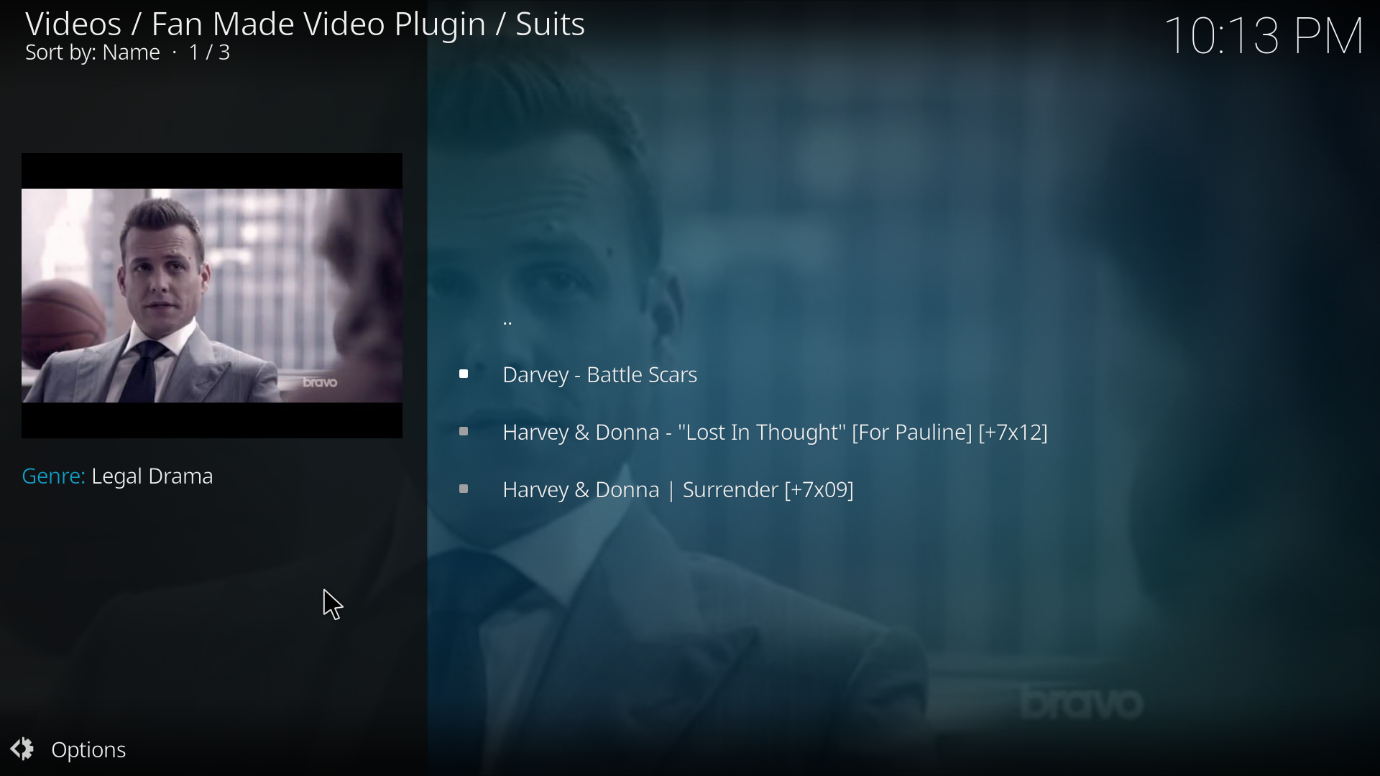 Videos / Fan Made Video Plugin / Suits
Sort by: Name · 1 / 3
10:13 PM
bravo
Genre: Legal Drama
..
Darvey - Battle Scars
Harvey & Donna - "Lost In Thought" [For Pauline] [+7x12]
Harvey & Donna | Surrender [+7x09]
bravo
Options